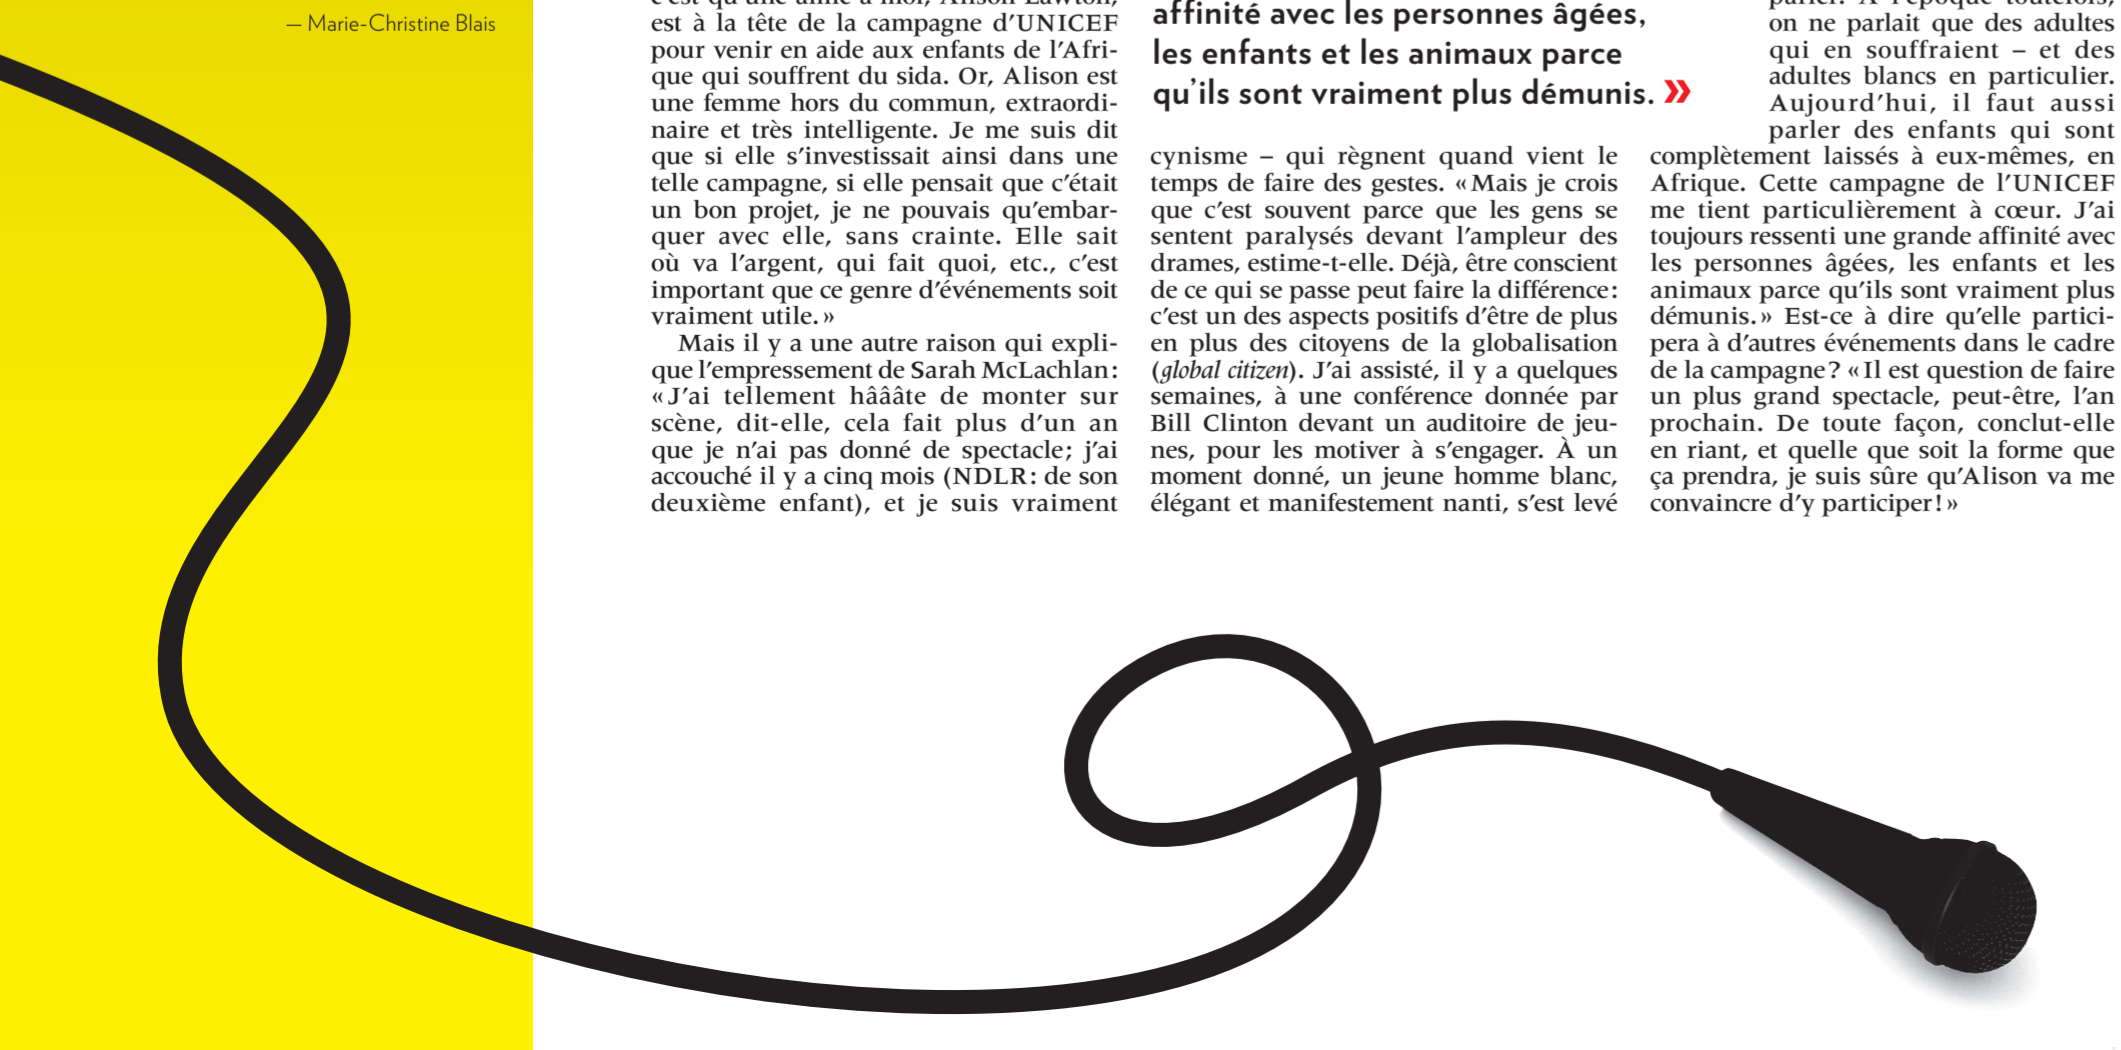 — Marie-Christine Blais
c'est qu'une amie à moi, Alison Lawton,
est à la tête de la campagne d'UNICEF
pour venir en aide aux enfants de l'Afri-
que qui souffrent du sida. Or, Alison est
une femme hors du commun, extraordi-
naire et très intelligente. Je me suis dit
que si elle s'investissait ainsi dans une
telle campagne, si elle pensait que c'était
un bon projet, je ne pouvais qu'embar-
quer avec elle, sans crainte. Elle sait
où va l'argent, qui fait quoi, etc., c'est
important que ce genre d'événements soit
vraiment utile. »
Mais il y a une autre raison qui expli-
que l'empressement de Sarah McLachlan :
« J'ai tellement hâââte de monter sur
scène, dit-elle, cela fait plus d'un an
que je n'ai pas donné de spectacle; j'ai
accouché il y a cinq mois (NDLR : de son
deuxième enfant), et je suis vraiment
affinité avec les personnes âgées,
les enfants et les animaux parce
qu'ils sont vraiment plus démunis. »
cynisme – qui règnent quand vient le
temps de faire des gestes. « Mais je crois
que c'est souvent parce que les gens se
sentent paralysés devant l'ampleur des
drames, estime-t-elle. Déjà, être conscient
de ce qui se passe peut faire la différence :
c'est un des aspects positifs d'être de plus
en plus des citoyens de la globalisation
(global citizen). J'ai assisté, il y a quelques
semaines, à une conférence donnée par
Bill Clinton devant un auditoire de jeu-
nes, pour les motiver à s'engager. À un
moment donné, un jeune homme blanc,
élégant et manifestement nanti, s'est levé
parler. À l'époque toutefois,
on ne parlait que des adultes
qui en souffraient – et des
adultes blancs en particulier.
Aujourd'hui, il faut aussi
parler des enfants qui sont
complètement laissés à eux-mêmes, en
Afrique. Cette campagne de l'UNICEF
me tient particulièrement à cœur. J'ai
toujours ressenti une grande affinité avec
les personnes âgées, les enfants et les
animaux parce qu'ils sont vraiment plus
démunis. » Est-ce à dire qu'elle partici-
pera à d'autres événements dans le cadre
de la campagne ? « Il est question de faire
un plus grand spectacle, peut-être, l'an
prochain. De toute façon, conclut-elle
en riant, et quelle que soit la forme que
ça prendra, je suis sûre qu'Alison va me
convaincre d'y participer ! »